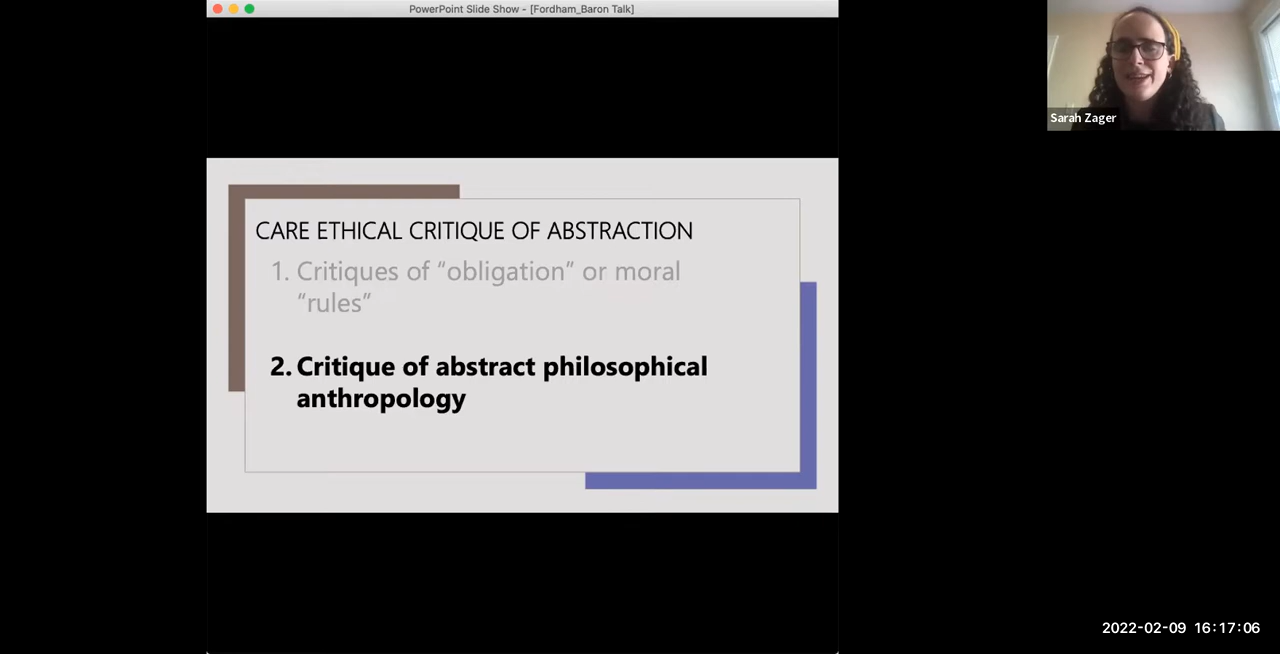 PowerPoint Slide Show - [Fordham_Baron Talk]
Sarah Zager
CARE ETHICAL CRITIQUE OF ABSTRACTION
1. Critiques of “obligation” or moral
“rules”
2. Critique of abstract philosophical
anthropology
2022-02-09 16:17:06